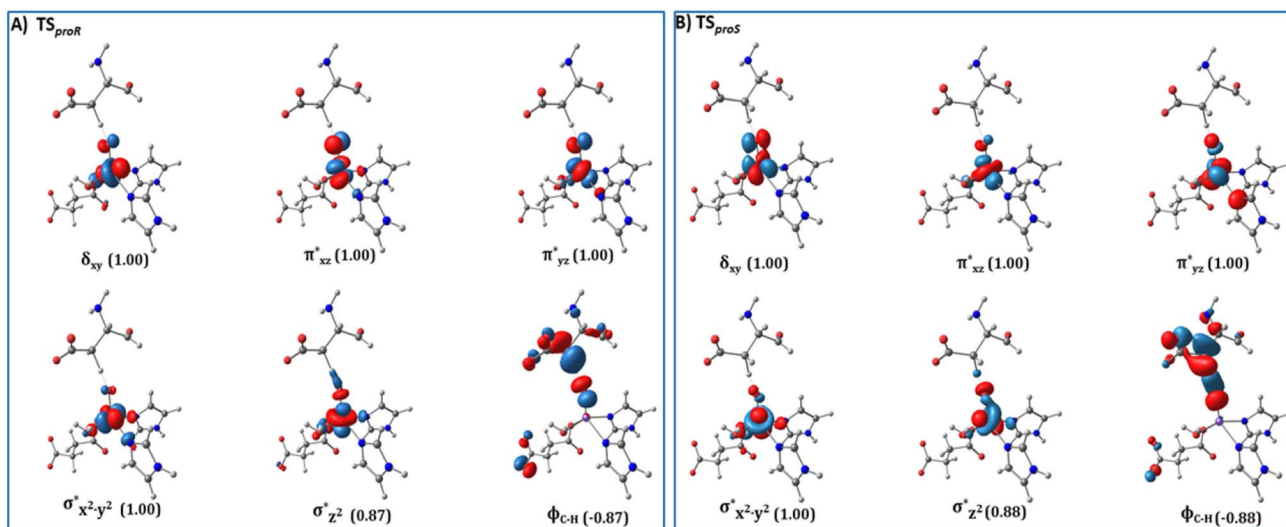 A) TSproR
δxy (1.00)
π*xz (1.00)
π*yz (1.00)
σ*x²-y² (1.00)
σ*z² (0.87)
ϕC-H (-0.87)
B) TSproS
δxy (1.00)
π*xz (1.00)
π*yz (1.00)
σ*x²-y² (1.00)
σ*z² (0.88)
ϕC-H (-0.88)